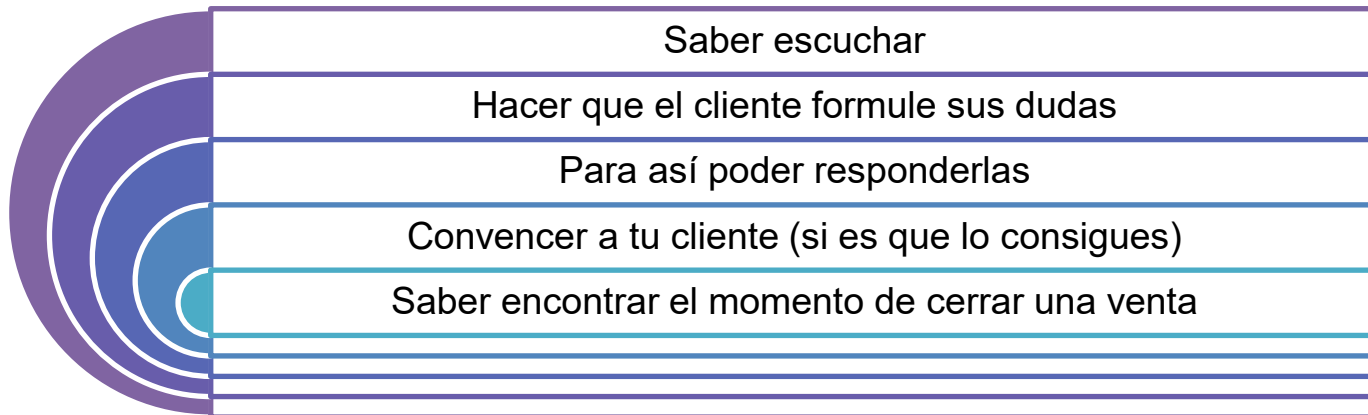 Saber escuchar
Hacer que el cliente formule sus dudas
Para así poder responderlas
Convencer a tu cliente (si es que lo consigues)
Saber encontrar el momento de cerrar una venta